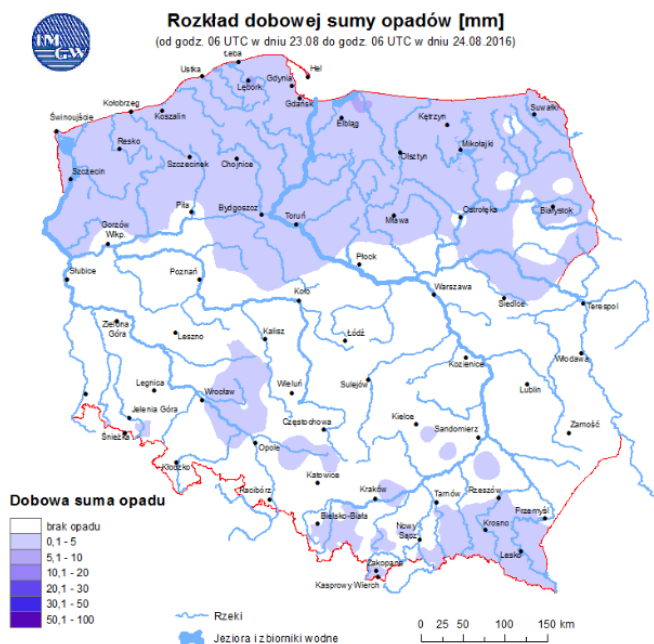 IM
GW
Rozkład dobowej sumy opadów [mm]
(od godz. 06 UTC w dniu 23.08 do godz. 06 UTC w dniu 24.08.2016)
Łeba
Ustka
Hel
Gdynia
Lębork
Kołobrzeg
Gdańsk
Koszalin
Suwałki
Świnoujście
Elbląg
Kętrzyn
Resko
Mikołajki
Szczecinek
Chojnice
Olsztyn
Szczecin
Piła
Bydgoszcz
Toruń
Mława
Ostrołęka
Białystok
Gorzów
Wlkp.
Płock
Słubice
Poznań
Koło
Warszawa
Siedlce
Terespol
Zielona
Góra
Leszno
Kalisz
Łódź
Kozienice
Włodawa
Legnica
Wrocław
Wieluń
Sulejów
Lublin
Jelenia Góra
Śnieżka
Częstochowa
Kielce
Sandomierz
Zamość
Opole
Kłodzko
Katowice
Racibórz
Kraków
Tarnów
Rzeszów
Bielsko-Biała
Przemyśl
Nowy
Sącz
Krosno
Lesko
Zakopane
Kasprowy Wierch
Dobowa suma opadu
brak opadu
0,1 - 5
5,1 - 10
10,1 - 20
20,1 - 30
30,1 - 50
50,1 - 100
Rzeki
Jeziora i zbiorniki wodne
0 25 50 100 150 km